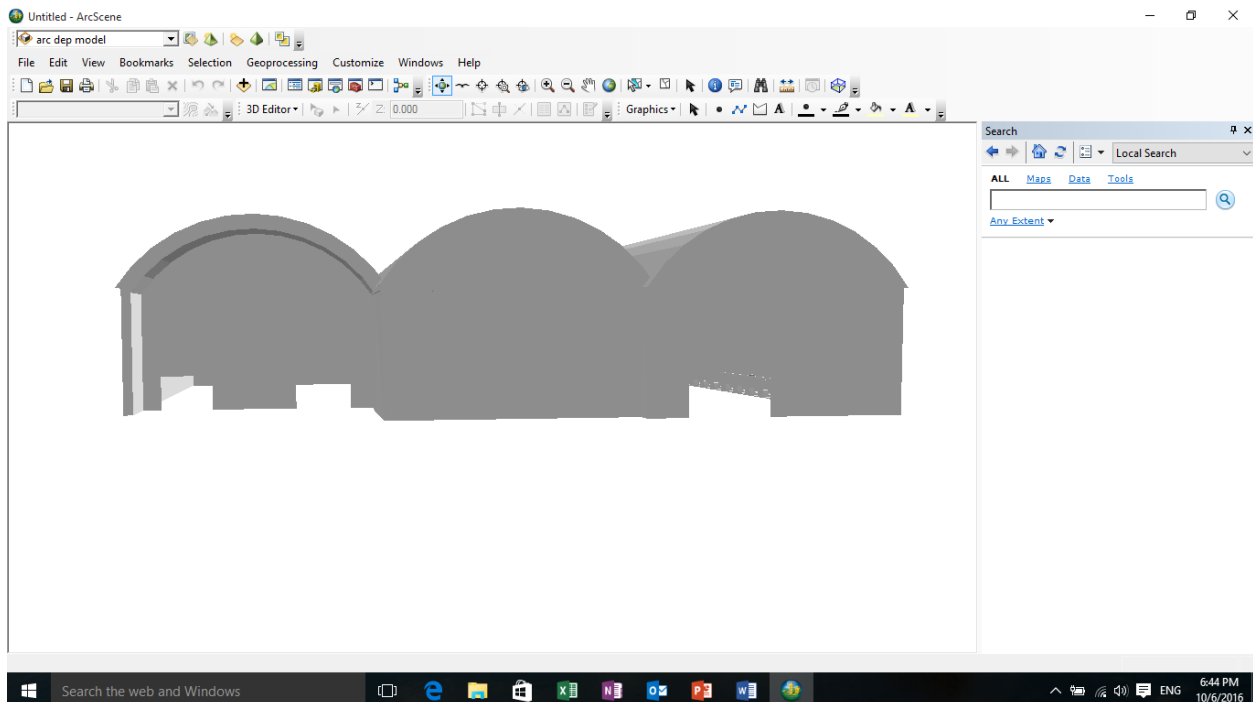 Untitled - ArcScene
arc dep model
File Edit View Bookmarks Selection Geoprocessing Customize Windows Help
3D Editor Z: 0.000 Graphics A A
Search
Local Search
ALL Maps Data Tools
Any Extent
Search the web and Windows
ENG
6:44 PM
10/6/2016